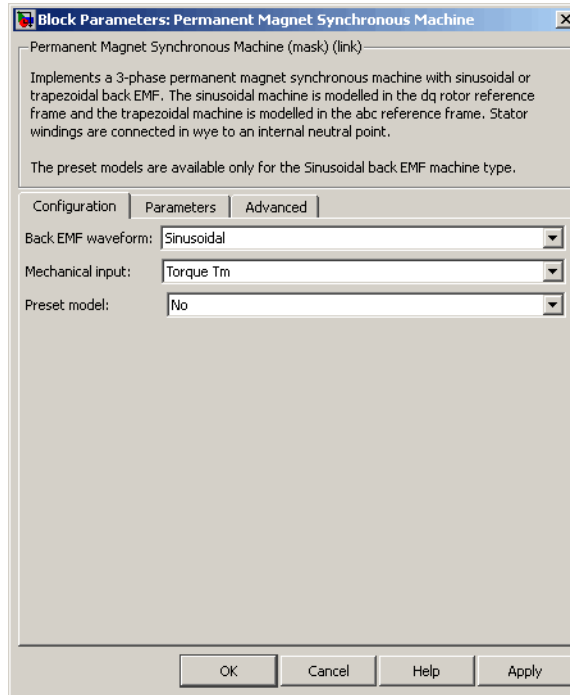 Block Parameters: Permanent Magnet Synchronous Machine
Permanent Magnet Synchronous Machine (mask) (link)
Implements a 3-phase permanent magnet synchronous machine with sinusoidal or
trapezoidal back EMF. The sinusoidal machine is modelled in the dq rotor reference
frame and the trapezoidal machine is modelled in the abc reference frame. Stator
windings are connected in wye to an internal neutral point.
The preset models are available only for the Sinusoidal back EMF machine type.
Configuration Parameters Advanced
Back EMF waveform: Sinusoidal
Mechanical input: Torque Tm
Preset model: No
OK Cancel Help Apply